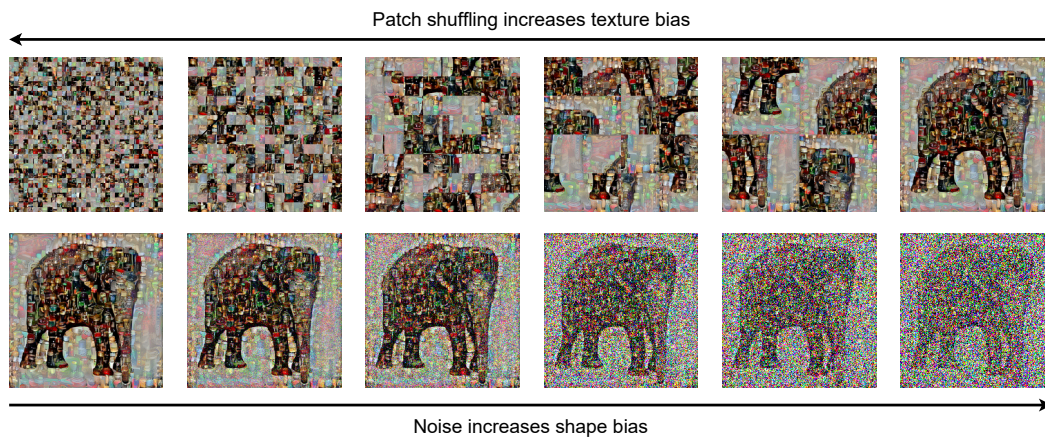 Patch shuffling increases texture bias
Noise increases shape bias